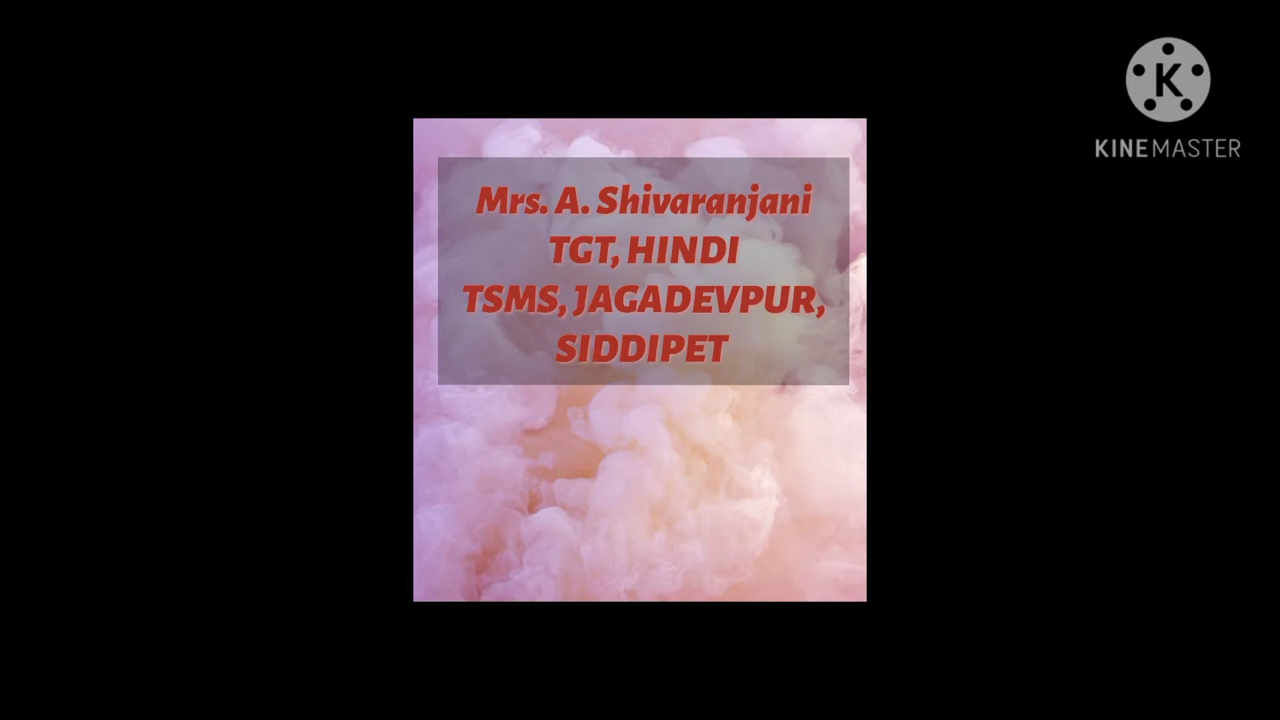 Mrs. A. Shivaranjani
TGT, HINDI
TSMS, JAGADEVPUR,
SIDDIPET
K
KINEMASTER